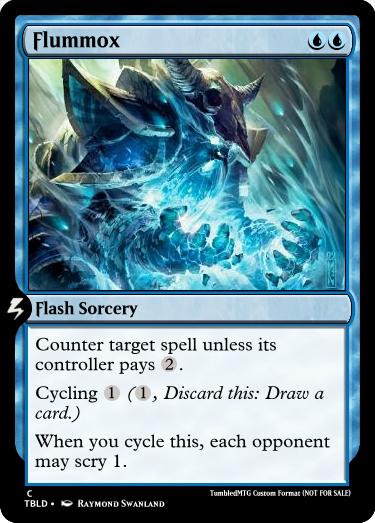 Flummox
Flash Sorcery
Counter target spell unless its
controller pays 2.
Cycling 1 (1, Discard this: Draw a
card.)
When you cycle this, each opponent
may scry 1.
C
TBLD • Raymond Swanland
TumbledMTG Custom Format (NOT FOR SALE)